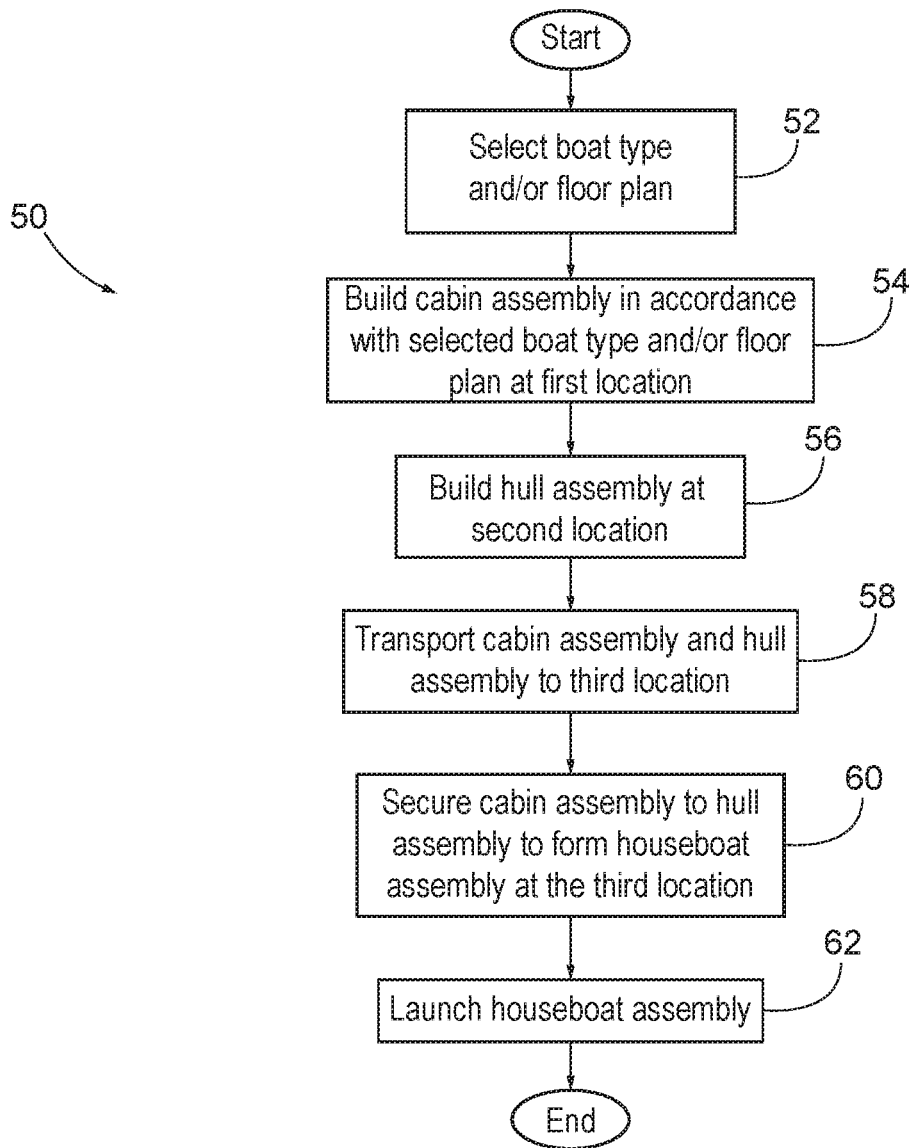 Start
Select boat type
and/or floor plan
52
50
Build cabin assembly in accordance
with selected boat type and/or floor
plan at first location
54
Build hull assembly at
second location
56
Transport cabin assembly and hull
assembly to third location
58
Secure cabin assembly to hull
assembly to form houseboat
assembly at the third location
60
Launch houseboat assembly
62
End